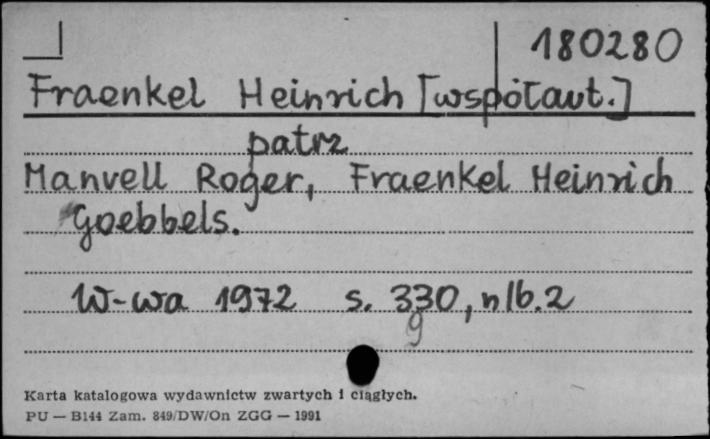 180280
Fraenkel Heinrich [współaut.]
patrz
Manvell Roger, Fraenkel Heinrich
Goebbels.
W-wa 1972 s. 330, nlb. 2
9
Karta katalogowa wydawnictw zwartych i ciągłych.
PU — B144 Zam. 849/DW/On ZGG — 1991